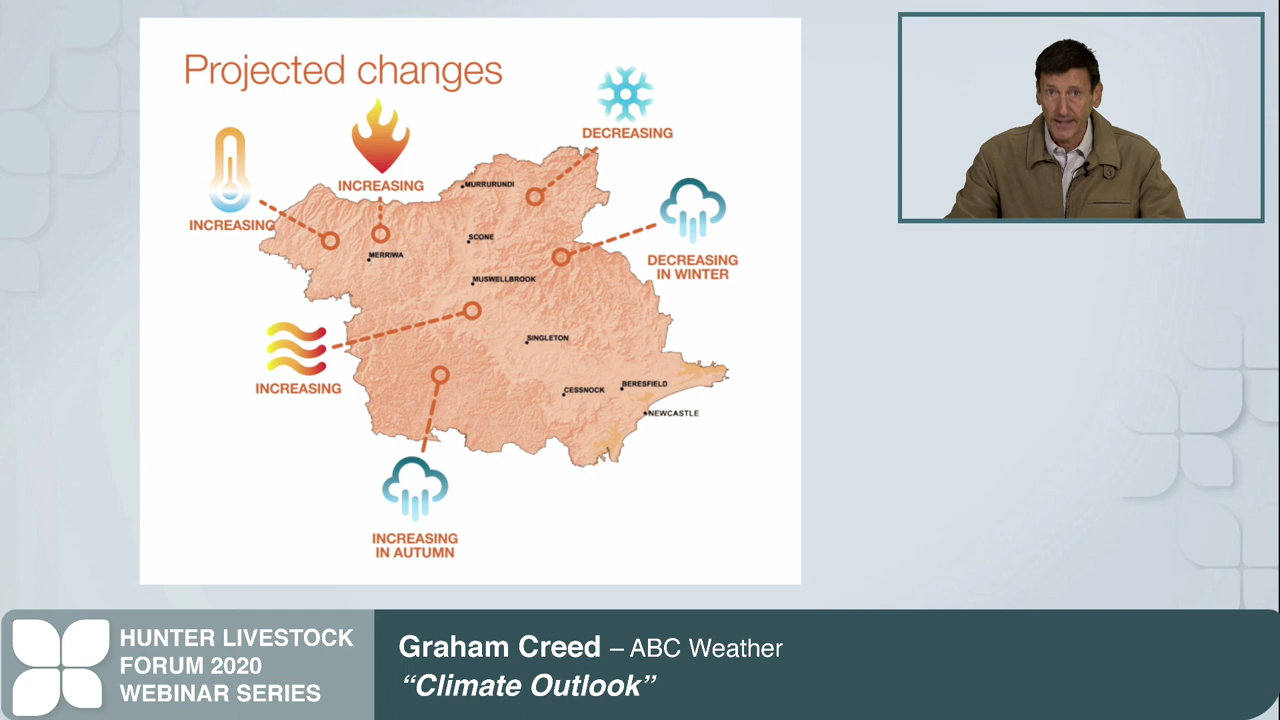 Projected changes
DECREASING
INCREASING
MURRURUNDI
INCREASING
SCONE
MERRIWA
DECREASING
IN WINTER
MUSWELLBROOK
SINGLETON
INCREASING
CESSNOCK
BERESFIELD
NEWCASTLE
INCREASING
IN AUTUMN
HUNTER LIVESTOCK
FORUM 2020
WEBINAR SERIES
Graham Creed – ABC Weather
“Climate Outlook”